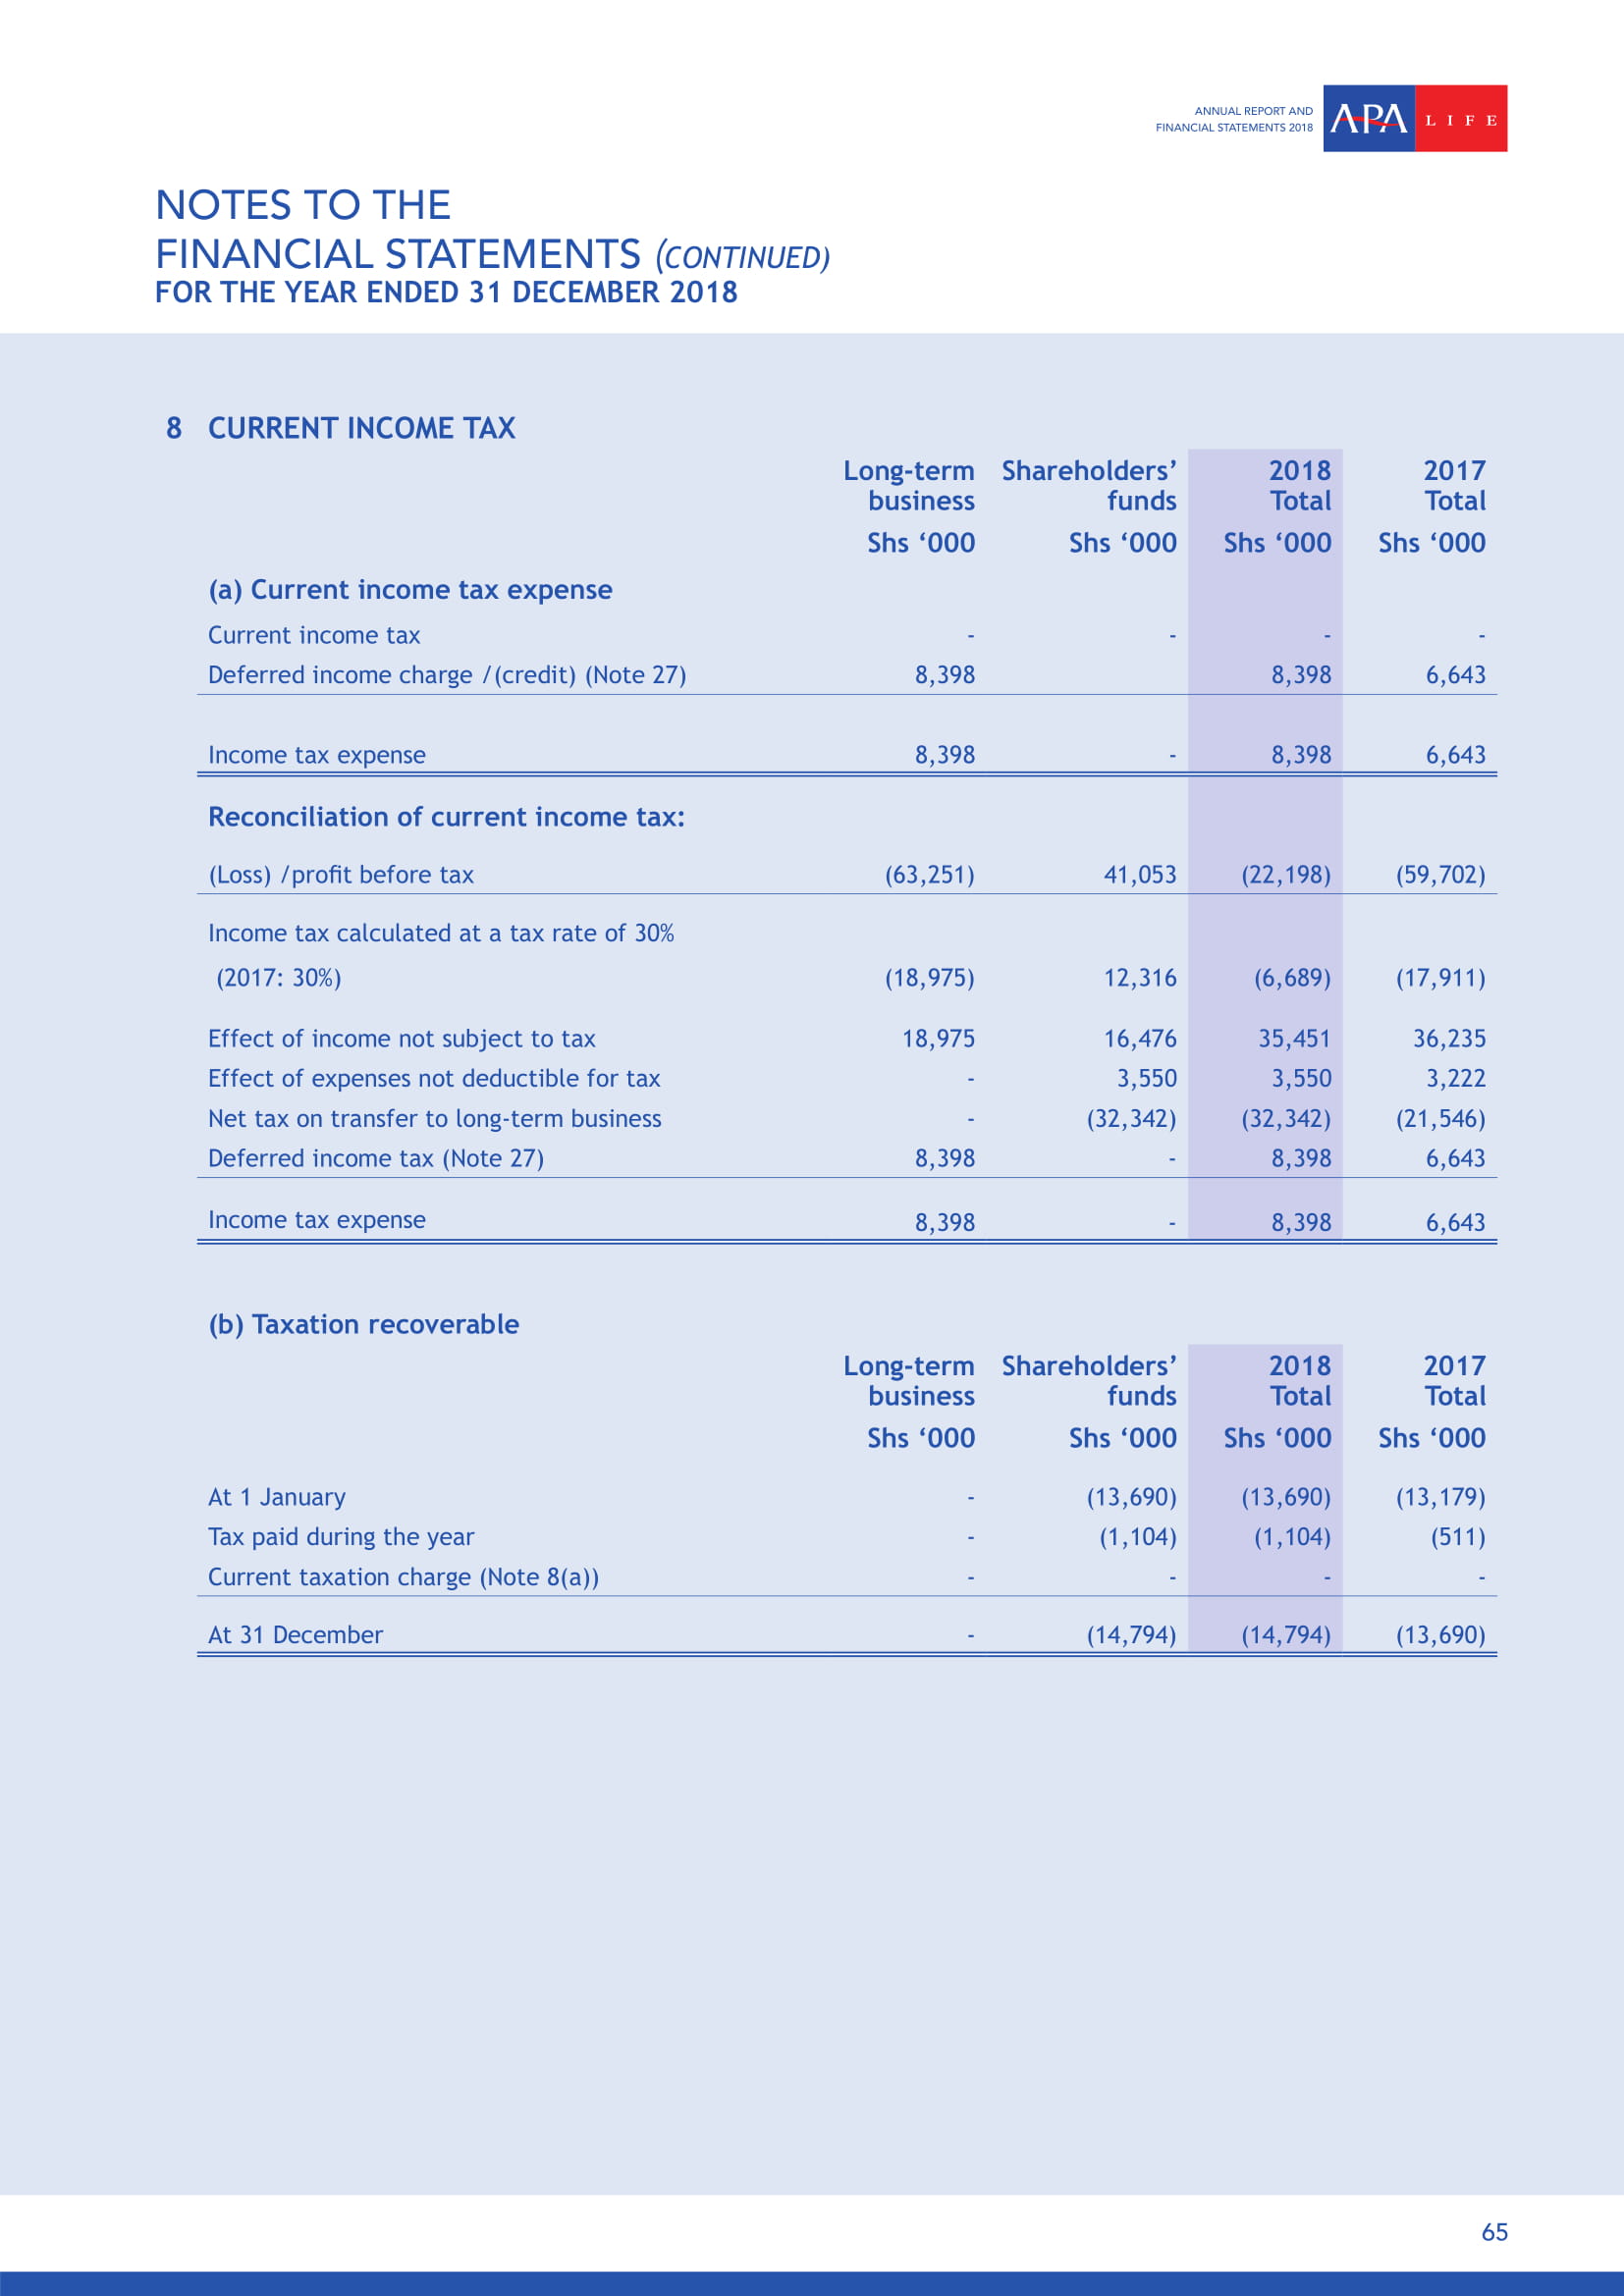 ANNUAL REPORT AND
FINANCIAL STATEMENTS 2018
APA LIFE
NOTES TO THE
FINANCIAL STATEMENTS (CONTINUED)
FOR THE YEAR ENDED 31 DECEMBER 2018
8 CURRENT INCOME TAX
Long-term Shareholders’ 2018 2017
business funds Total Total
Shs ‘000 Shs ‘000 Shs ‘000 Shs ‘000
(a) Current income tax expense
Current income tax - - - -
Deferred income charge /(credit) (Note 27) 8,398 8,398 6,643
Income tax expense 8,398 - 8,398 6,643
Reconciliation of current income tax:
(Loss) /profit before tax (63,251) 41,053 (22,198) (59,702)
Income tax calculated at a tax rate of 30%
(2017: 30%) (18,975) 12,316 (6,689) (17,911)
Effect of income not subject to tax 18,975 16,476 35,451 36,235
Effect of expenses not deductible for tax - 3,550 3,550 3,222
Net tax on transfer to long-term business - (32,342) (32,342) (21,546)
Deferred income tax (Note 27) 8,398 - 8,398 6,643
Income tax expense 8,398 - 8,398 6,643
(b) Taxation recoverable
Long-term Shareholders’ 2018 2017
business funds Total Total
Shs ‘000 Shs ‘000 Shs ‘000 Shs ‘000
At 1 January - (13,690) (13,690) (13,179)
Tax paid during the year - (1,104) (1,104) (511)
Current taxation charge (Note 8(a)) - - - -
At 31 December - (14,794) (14,794) (13,690)
65